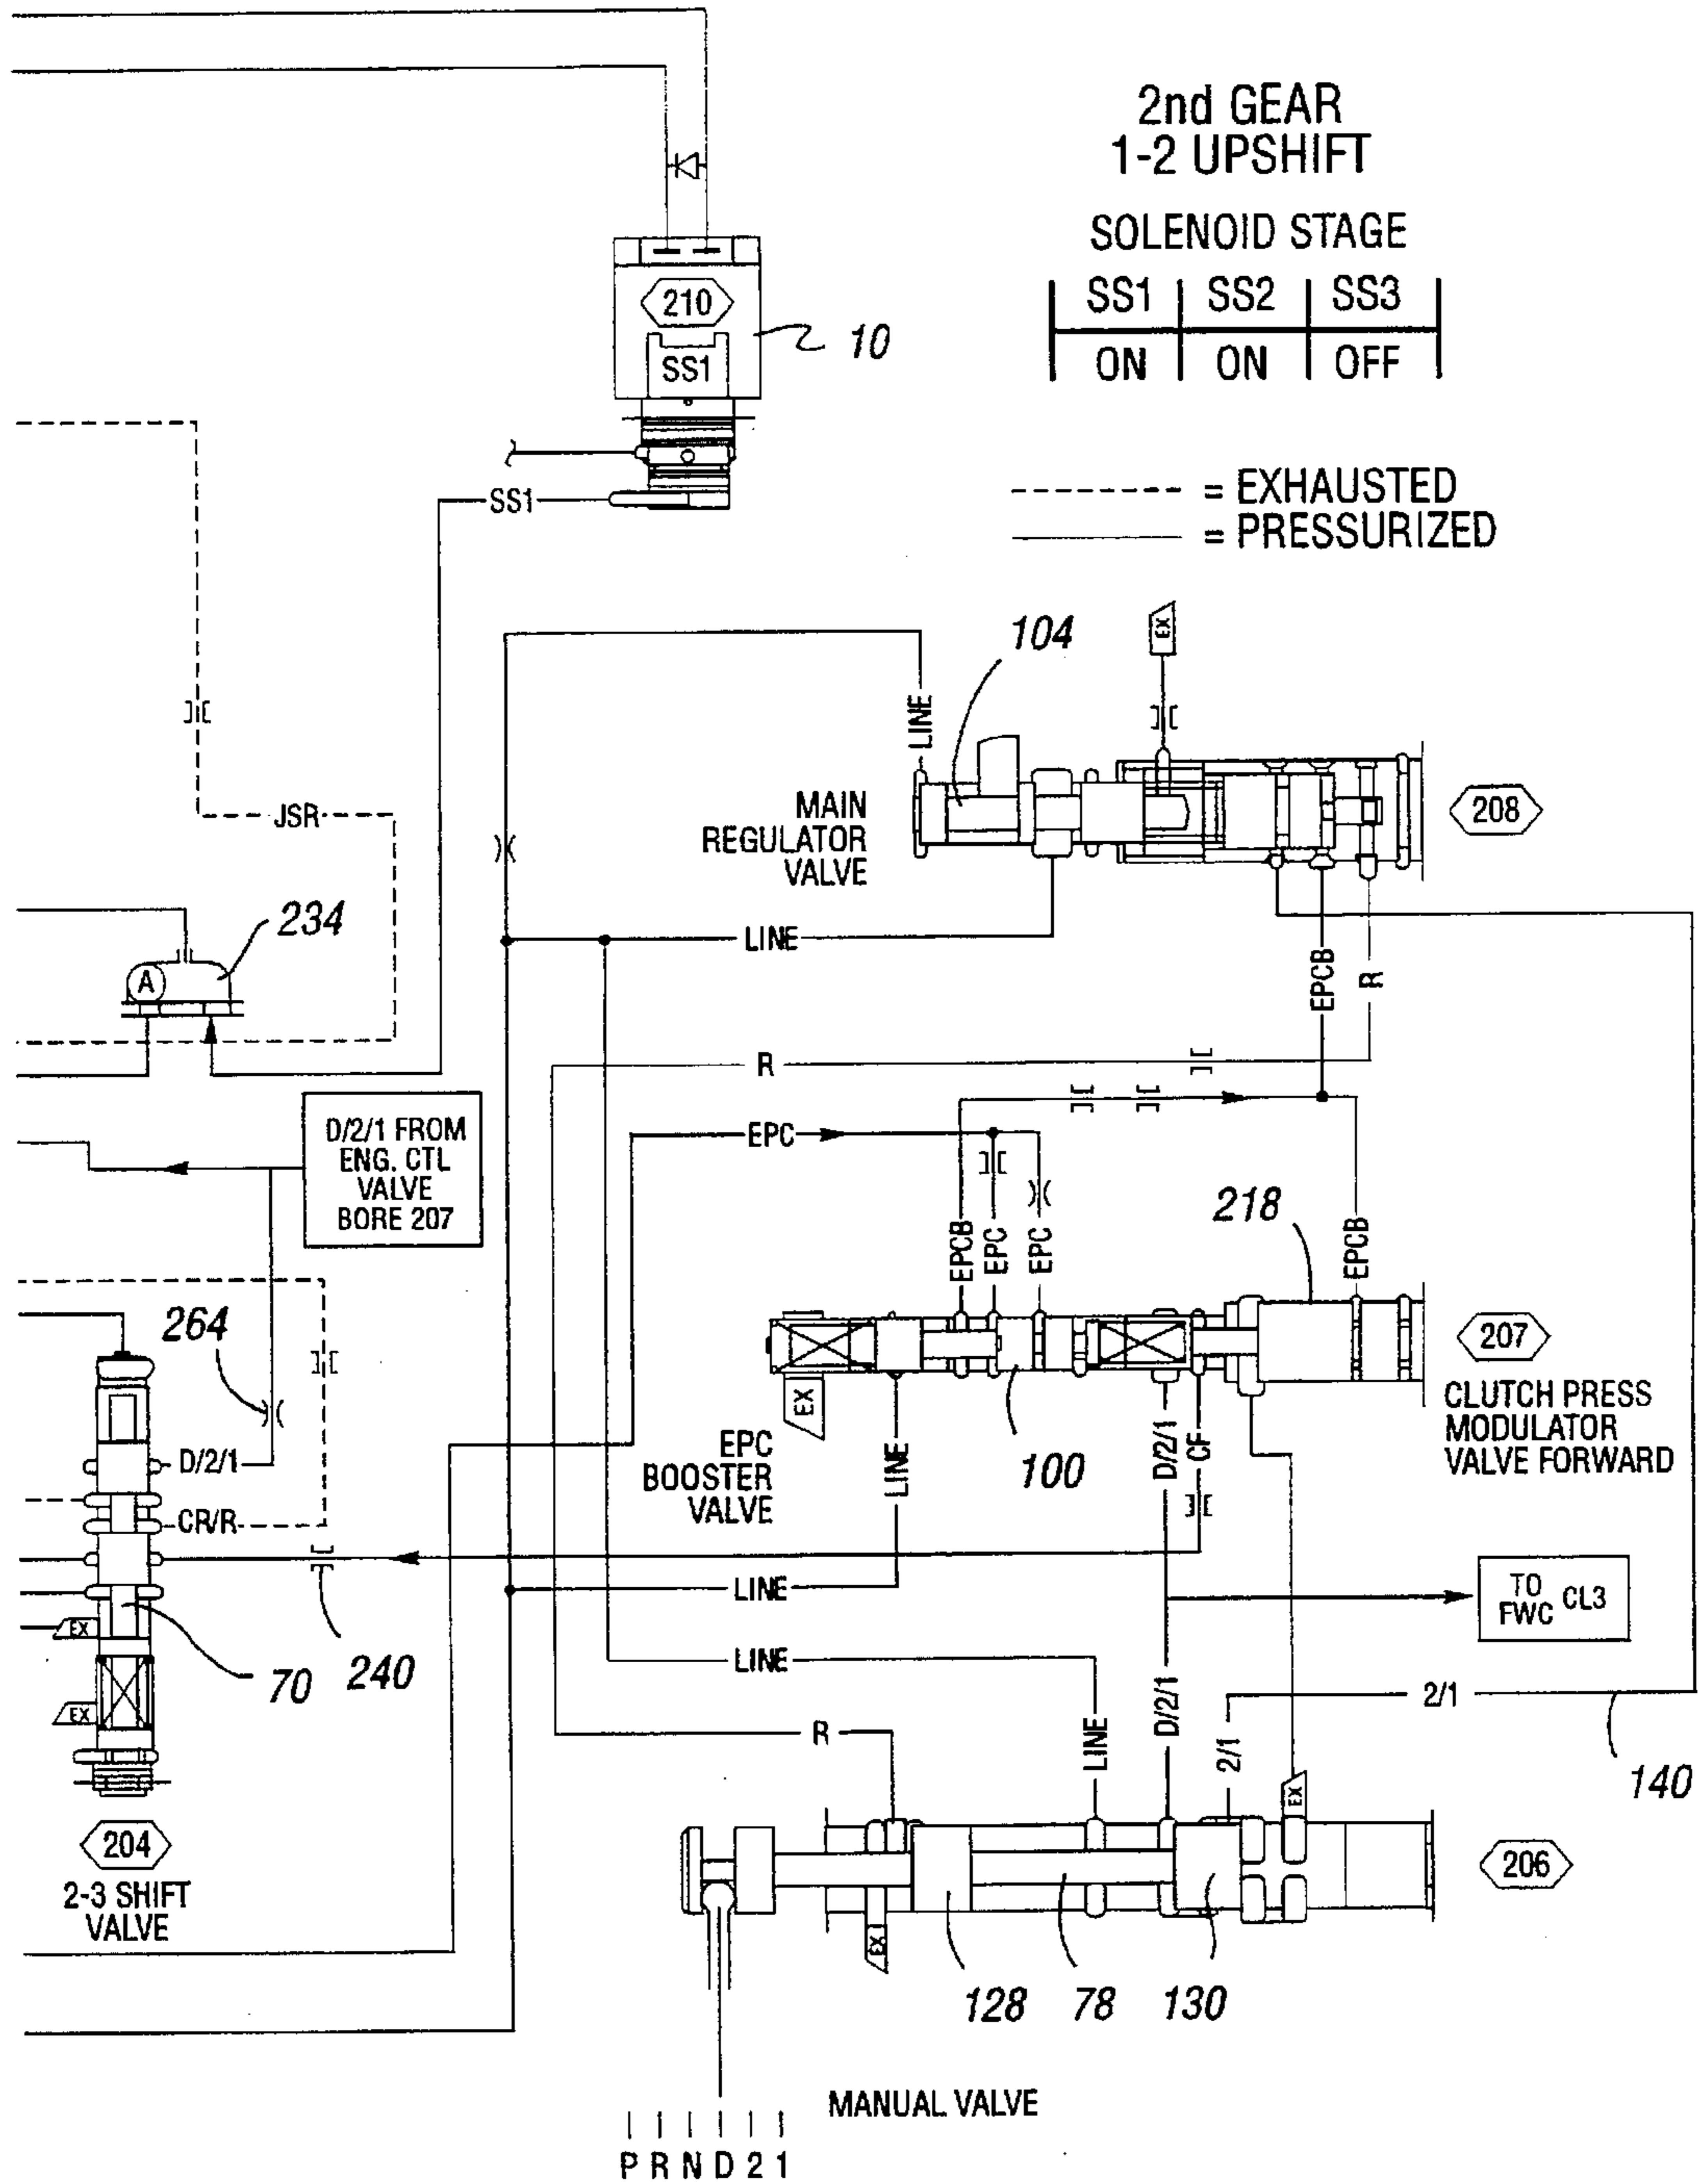 2nd GEAR
1-2 UPSHIFT
SOLENOID STAGE
SS1 SS2 SS3
ON ON OFF
210
SS1
10
SS1
= EXHAUSTED
= PRESSURIZED
EX
104
LINE
MAIN
REGULATOR
VALVE
208
JSR
234
A
LINE
EPCB
R
R
D/2/1 FROM
ENG. CTL
VALVE
BORE 207
EPC
218
EPCB
EPC
EPC
EPCB
264
207
CLUTCH PRESS
MODULATOR
VALVE FORWARD
EX
EPC
BOOSTER
VALVE
LINE
100
D/2/1
CF
D/2/1
CR/R
LINE
TO
FWC CL3
EX
70
240
LINE
EX
R
LINE
D/2/1
2/1
2/1
140
EX
204
2-3 SHIFT
VALVE
206
EX
128
78
130
MANUAL VALVE
P R N D 2 1